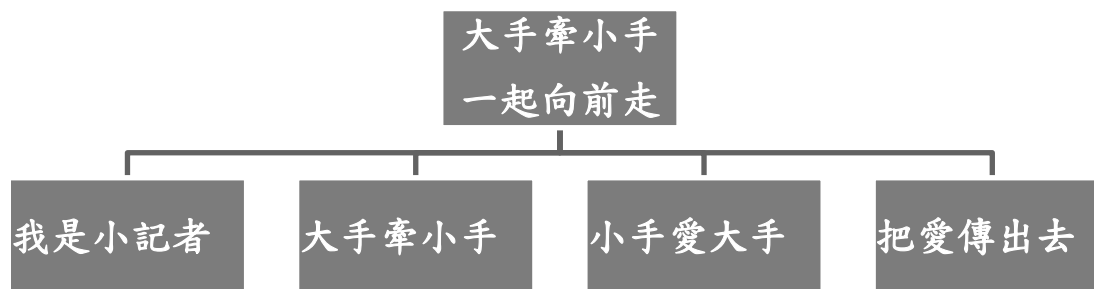 大手牽小手
一起向前走
我是小記者
大手牽小手
小手愛大手
把愛傳出去